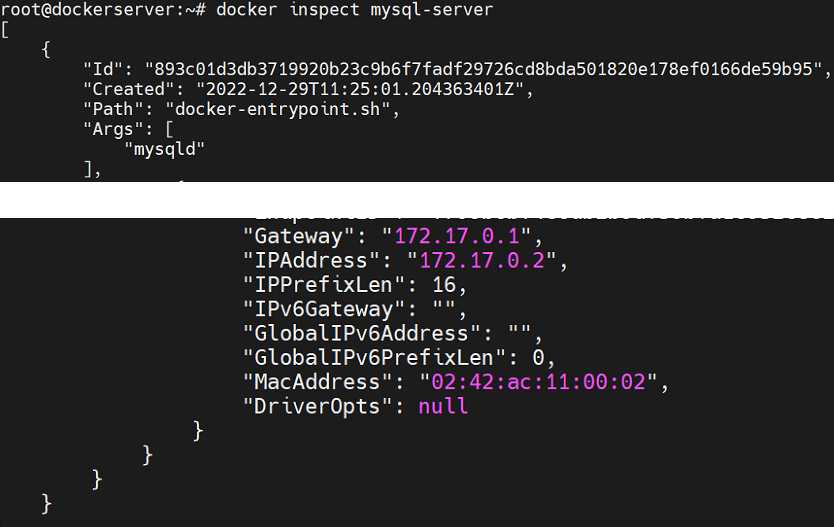 root@dockerserver:~# docker inspect mysql-server
[
    {
        "Id": "893c01d3db3719920b23c9b6f7fadf29726cd8bda501820e178ef0166de59b95",
        "Created": "2022-12-29T11:25:01.204363401Z",
        "Path": "docker-entrypoint.sh",
        "Args": [
            "mysqld"
        ],
                    "Gateway": "172.17.0.1",
                    "IPAddress": "172.17.0.2",
                    "IPPrefixLen": 16,
                    "IPv6Gateway": "",
                    "GlobalIPv6Address": "",
                    "GlobalIPv6PrefixLen": 0,
                    "MacAddress": "02:42:ac:11:00:02",
                    "DriverOpts": null
                }
            }
        }
    }